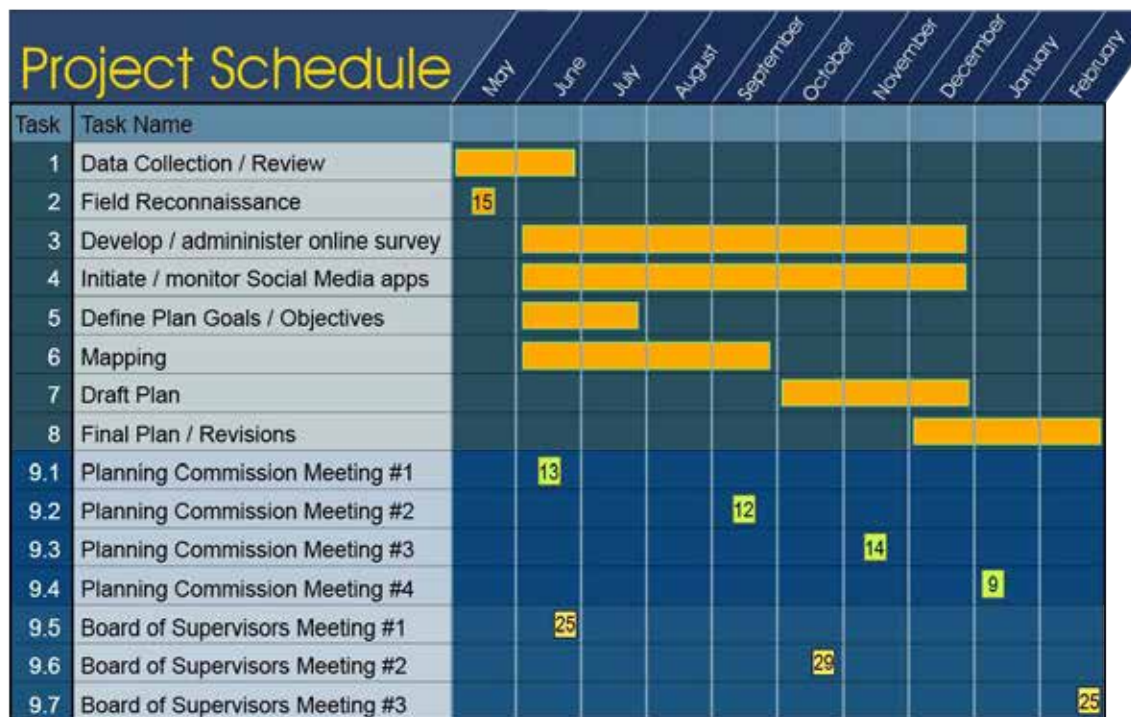 Project Schedule
May June July August September October November December January February
Task Task Name
1 Data Collection / Review
2 Field Reconnaissance 15
3 Develop / admininister online survey
4 Initiate / monitor Social Media apps
5 Define Plan Goals / Objectives
6 Mapping
7 Draft Plan
8 Final Plan / Revisions
9.1 Planning Commission Meeting #1 13
9.2 Planning Commission Meeting #2 12
9.3 Planning Commission Meeting #3 14
9.4 Planning Commission Meeting #4 9
9.5 Board of Supervisors Meeting #1 25
9.6 Board of Supervisors Meeting #2 29
9.7 Board of Supervisors Meeting #3 25